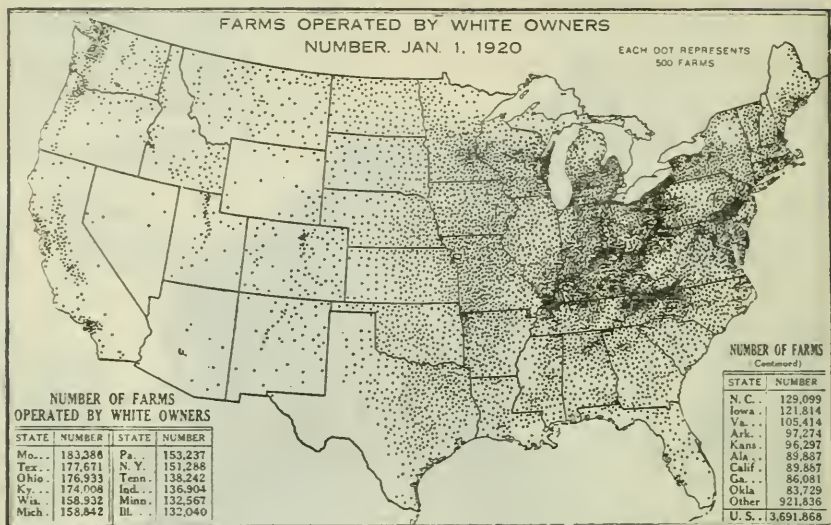 FARMS OPERATED BY WHITE OWNERS
NUMBER. JAN. 1, 1920
EACH DOT REPRESENTS
500 FARMS
NUMBER OF FARMS
OPERATED BY WHITE OWNERS
STATE NUMBER STATE NUMBER
Mo... 183,386 Pa. . 153,237
Tex.. 177,671 N. Y. 151,288
Ohio. 176,933 Tenn. 138,242
Ky... 174,008 Ind... 136,904
Wis. 158,932 Minn. 132,567
Mich. 158,842 Ill. . . 132,040
NUMBER OF FARMS
(Continued)
STATE NUMBER
N. C. . 129,099
Iowa . 121,814
Va. . . 105,414
Ark. . 97,274
Kans . 96,297
Ala . . 89,887
Calif . 89,887
Ga. . . 86,081
Okla 83,729
Other 921,836
U. S. . 3,691,868